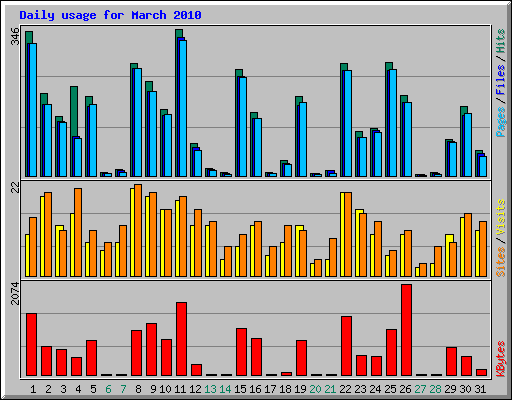 Daily usage for March 2010
346
Pages/Files/Hits
22
Sites/Visits
2074
KBytes
1 2 3 4 5 6 7 8 9 10 11 12 13 14 15 16 17 18 19 20 21 22 23 24 25 26 27 28 29 30 31